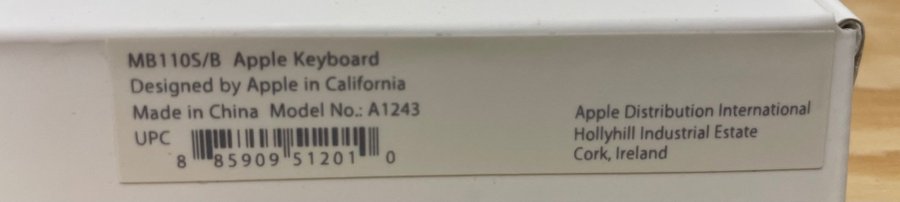 MB110S/B Apple Keyboard
Designed by Apple in California
Made in China Model No.: A1243
UPC
8 85909 51201 0
Apple Distribution International
Hollyhill Industrial Estate
Cork, Ireland